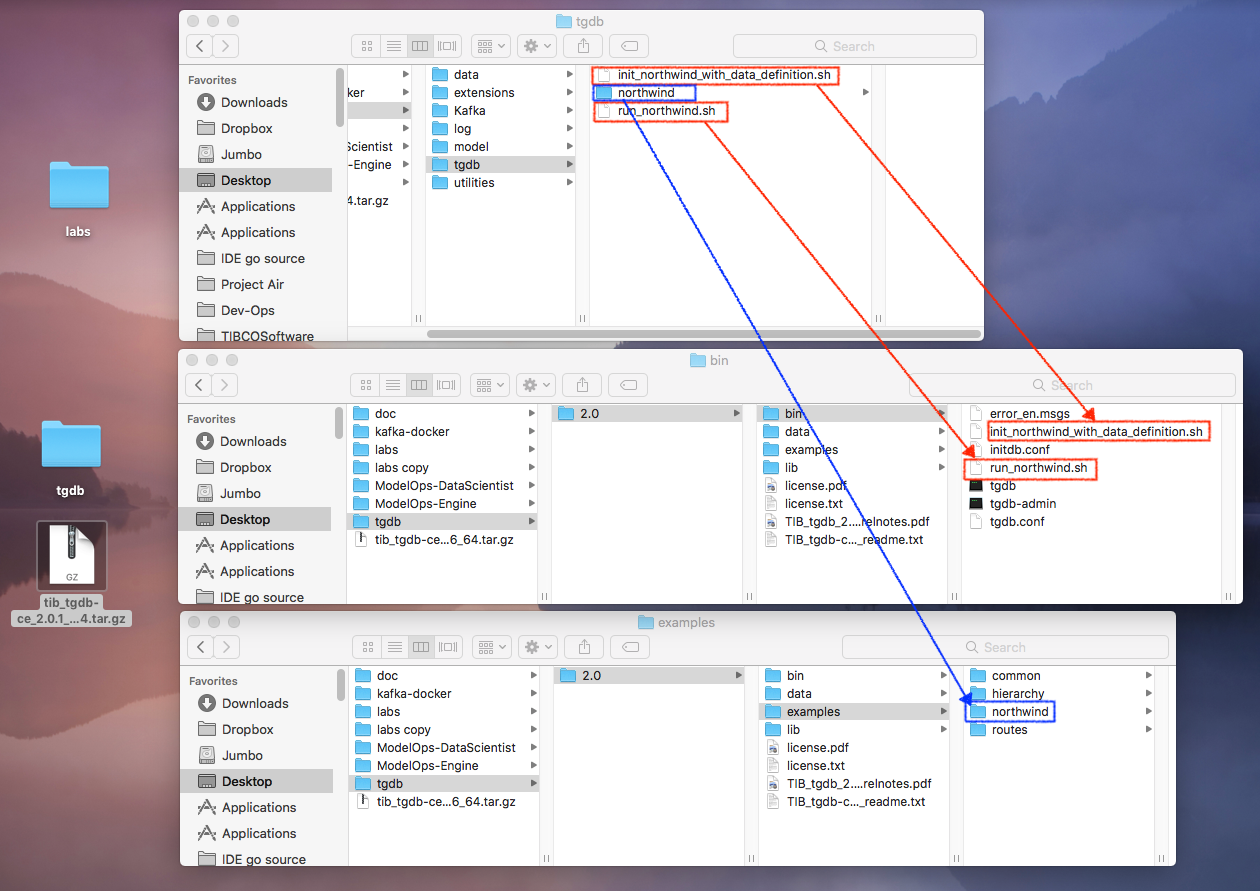 labs
tgdb
GZ
tib_tgdb-
ce_2.0.1_...4.tar.gz
tgdb
Search
Favorites
Downloads
Dropbox
Jumbo
Desktop
Applications
Applications
IDE go source
Project Air
Dev-Ops
TIBCOSoftware
ker
Scientist
-Engine
4.tar.gz
data
extensions
Kafka
log
model
tgdb
utilities
init_northwind_with_data_definition.sh
northwind
run_northwind.sh
bin
Search
Favorites
Downloads
Dropbox
Jumbo
Desktop
Applications
Applications
IDE go source
doc
kafka-docker
labs
labs copy
ModelOps-DataScientist
ModelOps-Engine
tgdb
tib_tgdb-ce...6_64.tar.gz
2.0
bin
data
examples
lib
license.pdf
license.txt
TIB_tgdb_2....relnotes.pdf
TIB_tgdb-c..._readme.txt
error_en.msgs
init_northwind_with_data_definition.sh
initdb.conf
run_northwind.sh
tgdb
tgdb-admin
tgdb.conf
examples
Search
Favorites
Downloads
Dropbox
Jumbo
Desktop
Applications
Applications
IDE go source
doc
kafka-docker
labs
labs copy
ModelOps-DataScientist
ModelOps-Engine
tgdb
tib_tgdb-ce...6_64.tar.gz
2.0
bin
data
examples
lib
license.pdf
license.txt
TIB_tgdb_2....relnotes.pdf
TIB_tgdb-c..._readme.txt
common
hierarchy
northwind
routes